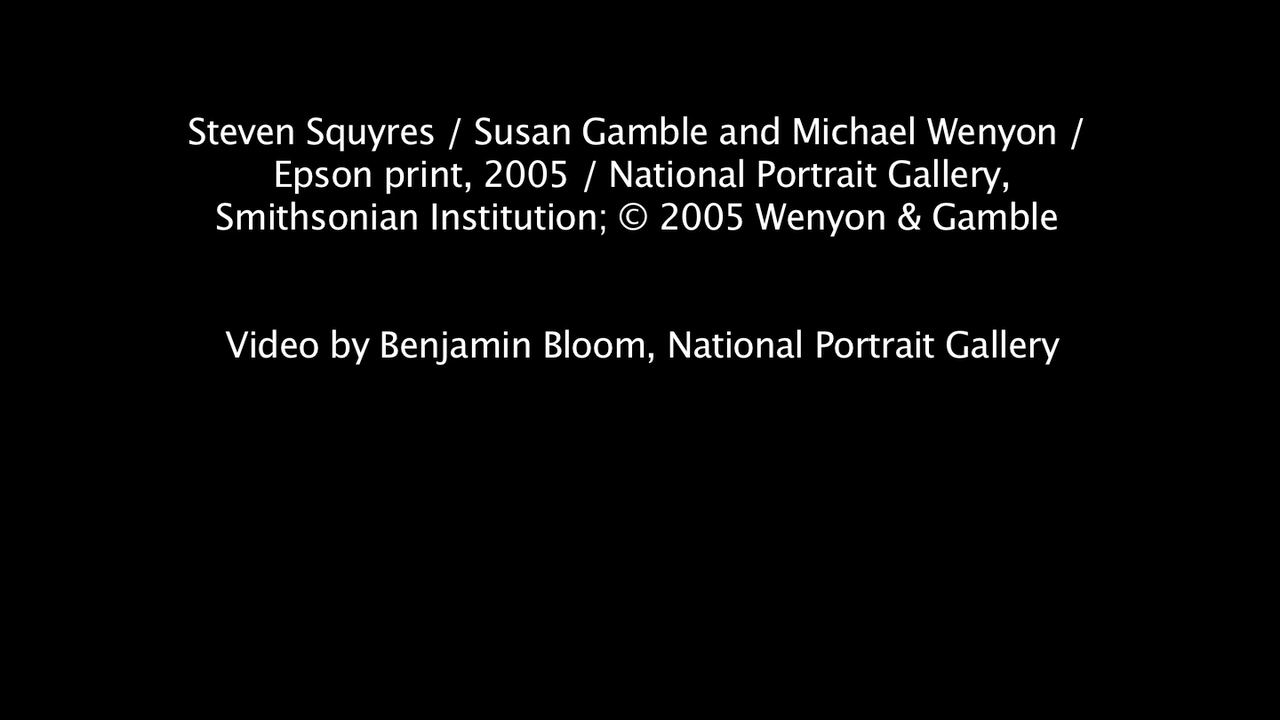 Steven Squyres / Susan Gamble and Michael Wenyon /
Epson print, 2005 / National Portrait Gallery,
Smithsonian Institution; © 2005 Wenyon & Gamble
Video by Benjamin Bloom, National Portrait Gallery